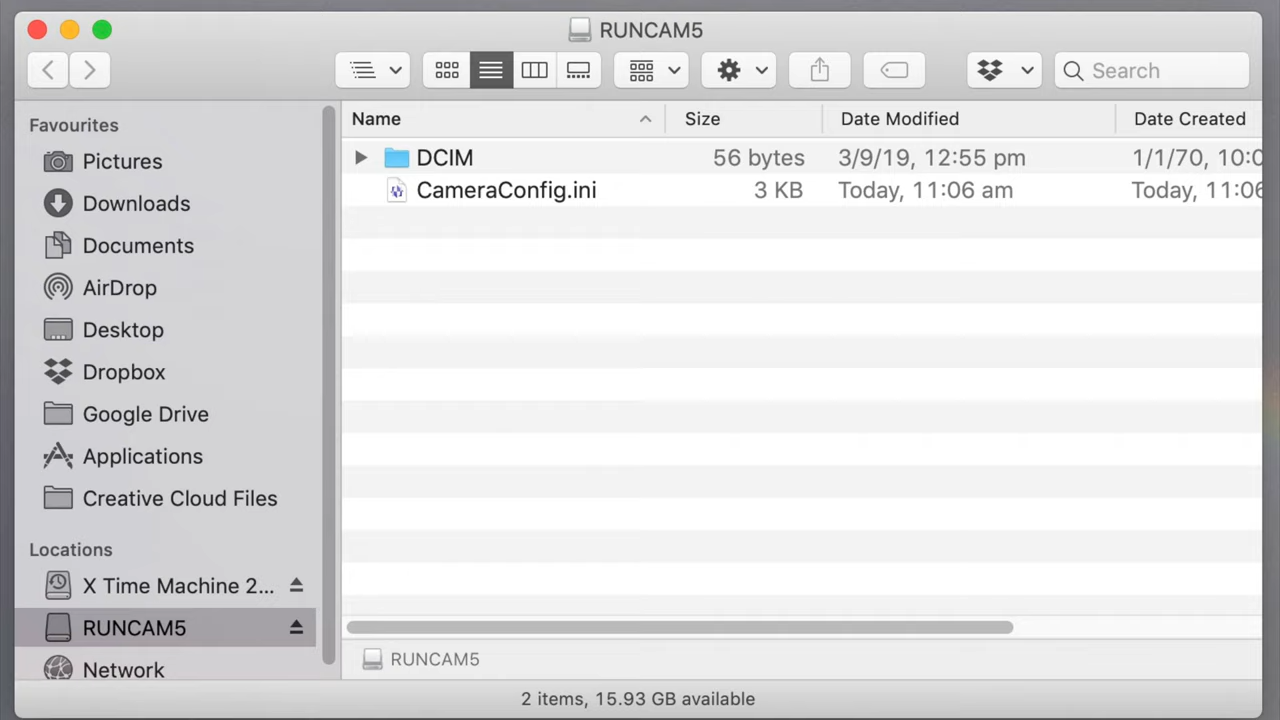 RUNCAM5
Search
Favourites
Pictures
Downloads
Documents
AirDrop
Desktop
Dropbox
Google Drive
Applications
Creative Cloud Files
Locations
X Time Machine 2...
RUNCAM5
Network
Name Size Date Modified Date Created
DCIM 56 bytes 3/9/19, 12:55 pm 1/1/70, 10:0
CameraConfig.ini 3 KB Today, 11:06 am Today, 11:06
RUNCAM5
2 items, 15.93 GB available